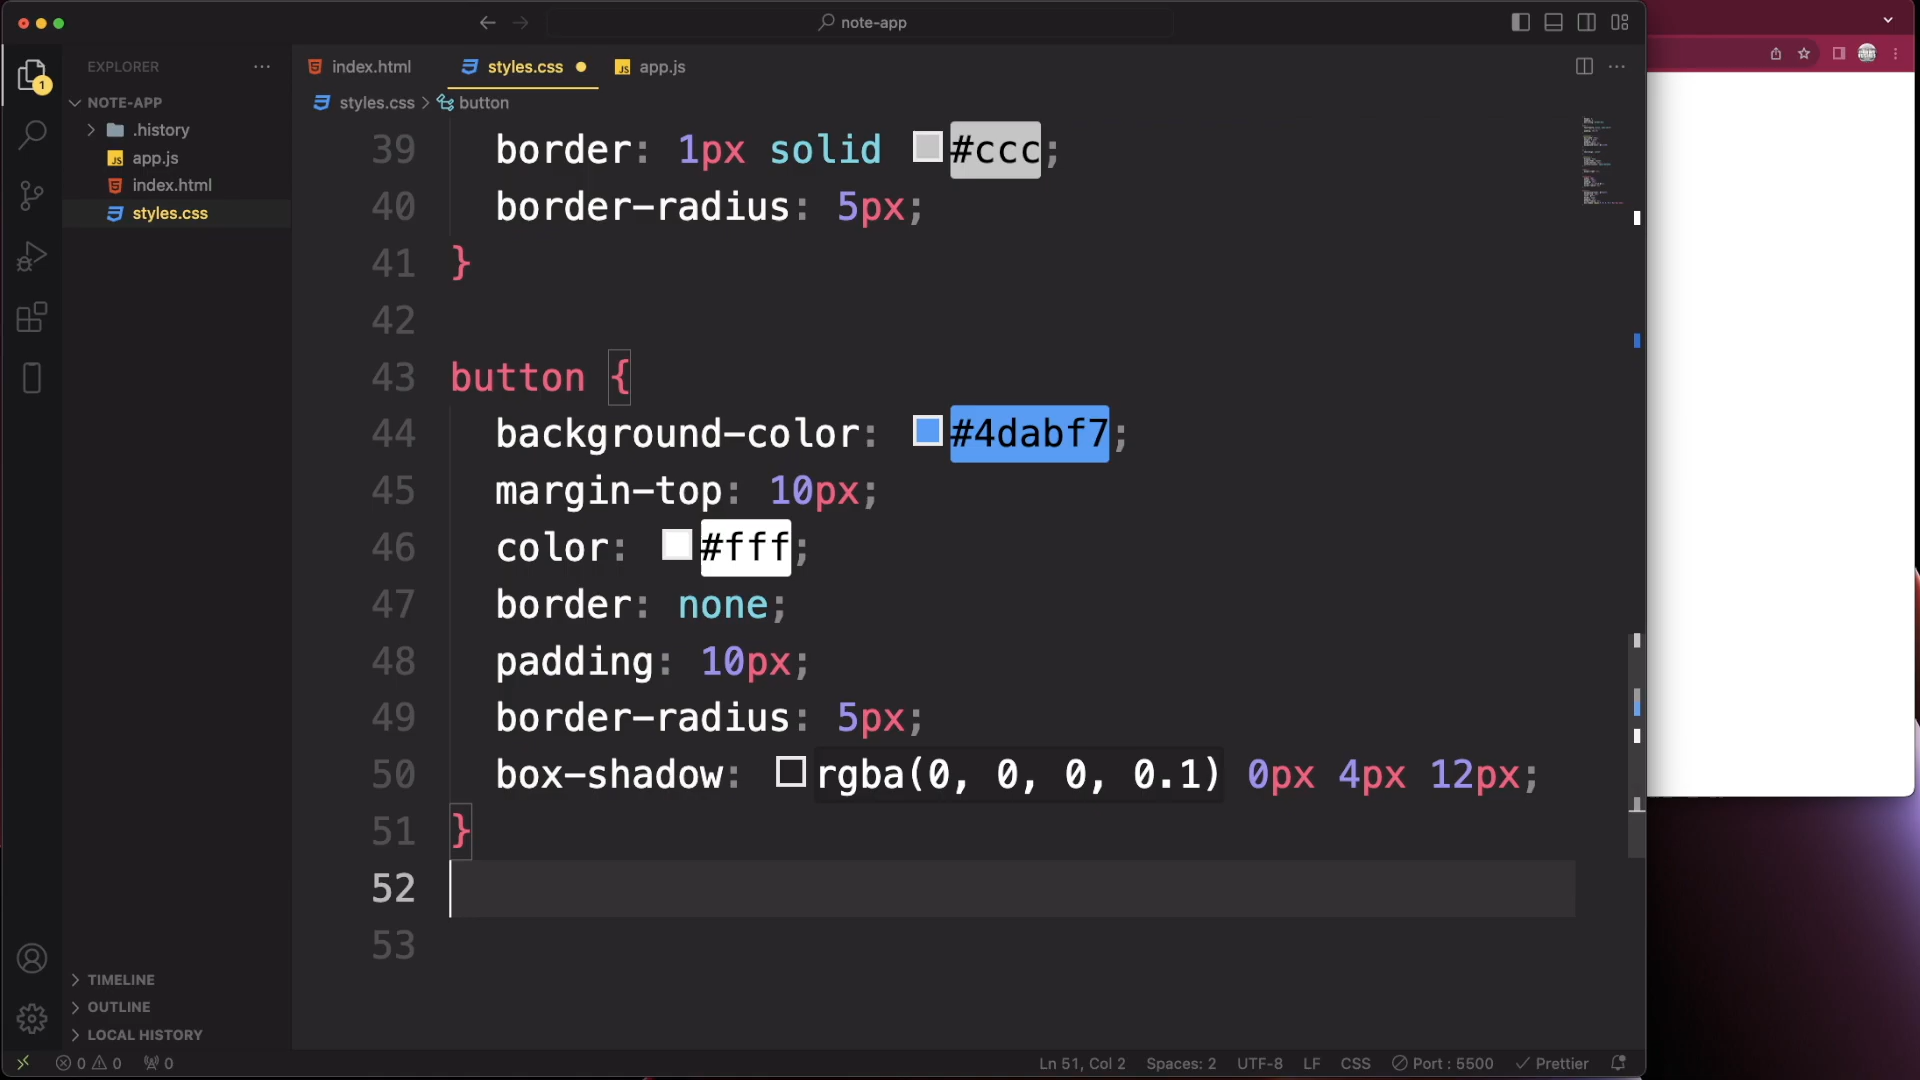 note-app
EXPLORER
index.html
styles.css
app.js
NOTE-APP
styles.css
button
.history
app.js
index.html
styles.css
1
39 border: 1px solid #ccc;
40 border-radius: 5px;
41 }
42
43 button {
44 background-color: #4dabf7;
45 margin-top: 10px;
46 color: #fff;
47 border: none;
48 padding: 10px;
49 border-radius: 5px;
50 box-shadow: rgba(0, 0, 0, 0.1) 0px 4px 12px;
51 }
52
53
TIMELINE
OUTLINE
LOCAL HISTORY
0 0 0 Ln 51, Col 2 Spaces: 2 UTF-8 LF CSS Port : 5500 Prettier